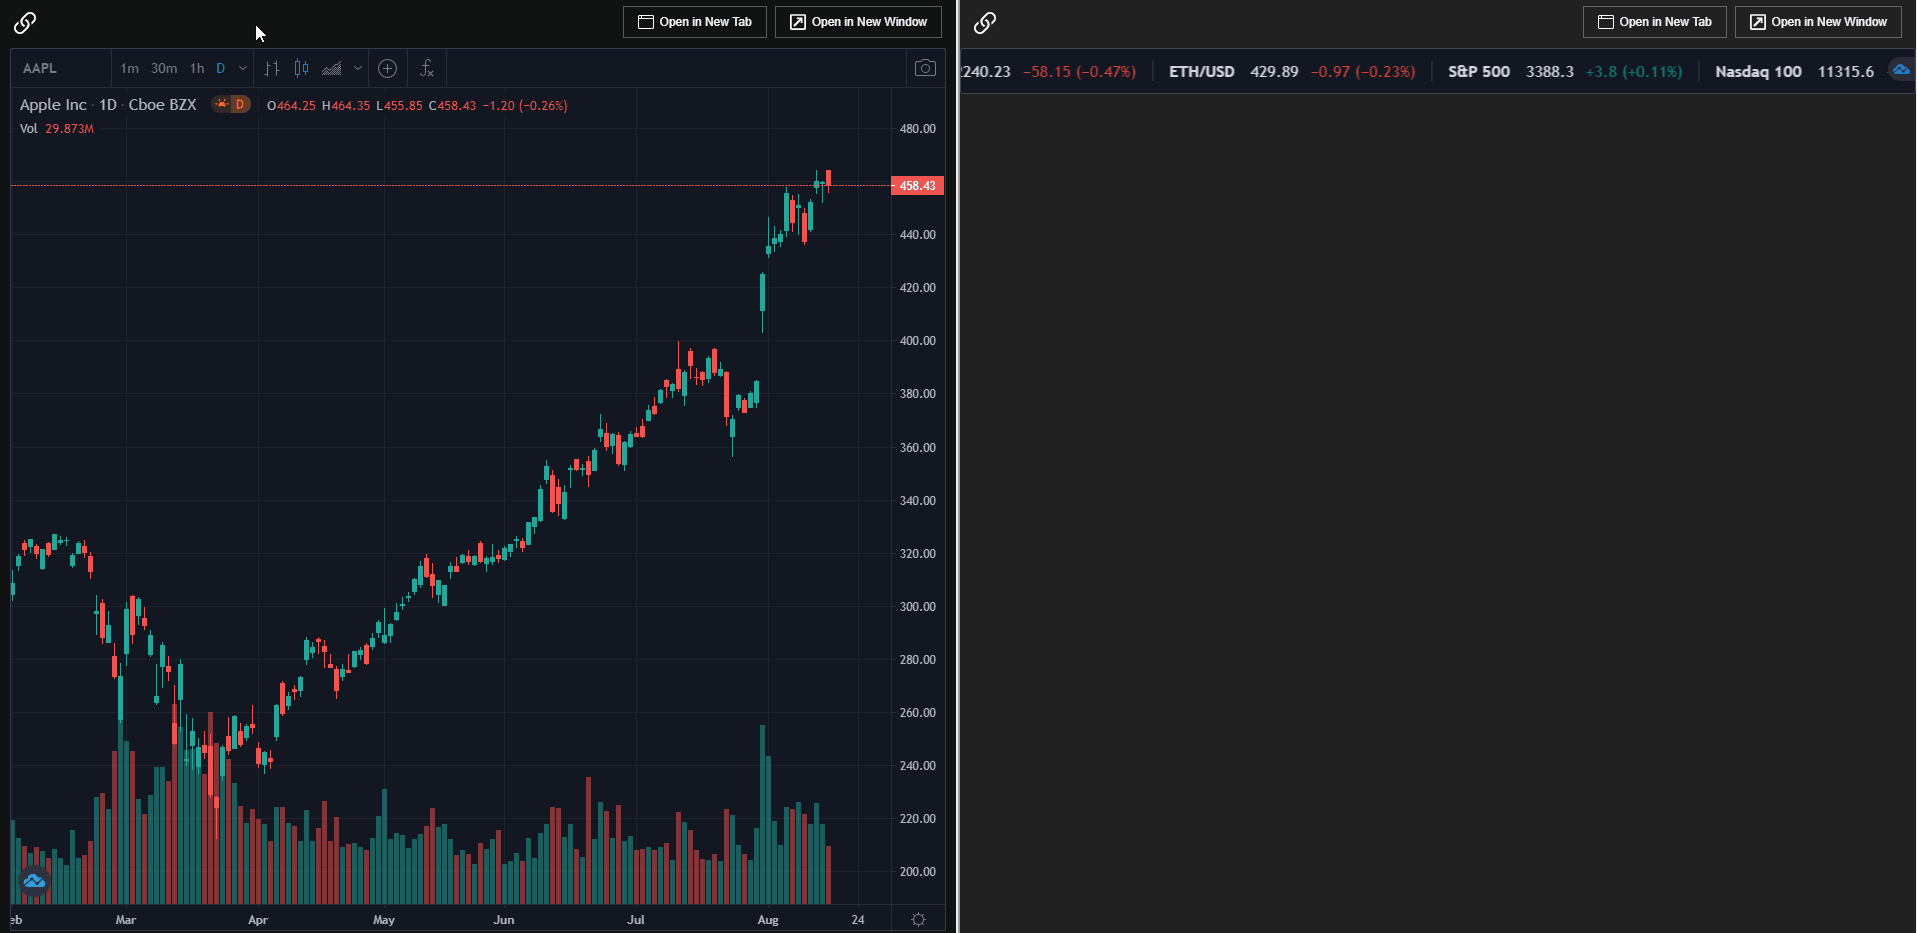 Open in New Tab Open in New Window
AAPL 1m 30m 1h D
Apple Inc · 1D · Cboe BZX D O464.25 H464.35 L455.85 C458.43 −1.20 (−0.26%)
Vol 29.873M
480.00
458.43
440.00
420.00
400.00
380.00
360.00
340.00
320.00
300.00
280.00
260.00
240.00
220.00
200.00
eb Mar Apr May Jun Jul Aug 24
Open in New Tab Open in New Window
240.23 −58.15 (−0.47%) ETH/USD 429.89 −0.97 (−0.23%) S&P 500 3388.3 +3.8 (+0.11%) Nasdaq 100 11315.6